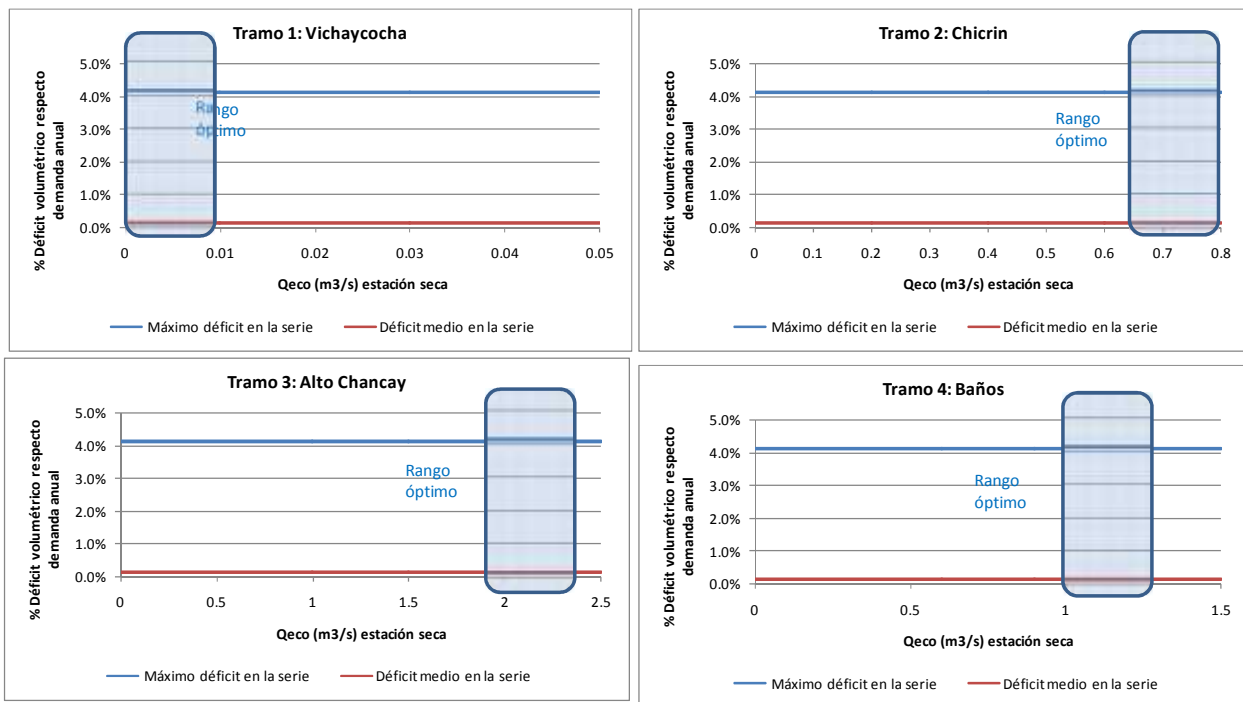 Tramo 1: Vichaycocha
% Déficit volumétrico respecto
demanda anual
5.0%
4.0%
3.0%
2.0%
1.0%
0.0%
Rango
óptimo
0 0.01 0.02 0.03 0.04 0.05
Qeco (m3/s) estación seca
Máximo déficit en la serie Déficit medio en la serie
Tramo 2: Chicrin
% Déficit volumétrico respecto
demanda anual
5.0%
4.0%
3.0%
2.0%
1.0%
0.0%
Rango
óptimo
0 0.1 0.2 0.3 0.4 0.5 0.6 0.7 0.8
Qeco (m3/s) estación seca
Máximo déficit en la serie Déficit medio en la serie
Tramo 3: Alto Chancay
% Déficit volumétrico respecto
demanda anual
5.0%
4.0%
3.0%
2.0%
1.0%
0.0%
Rango
óptimo
0 0.5 1 1.5 2 2.5
Qeco (m3/s) estación seca
Máximo déficit en la serie Déficit medio en la serie
Tramo 4: Baños
% Déficit volumétrico respecto
demanda anual
5.0%
4.0%
3.0%
2.0%
1.0%
0.0%
Rango
óptimo
0 0.5 1 1.5
Qeco (m3/s) estación seca
Máximo déficit en la serie Déficit medio en la serie